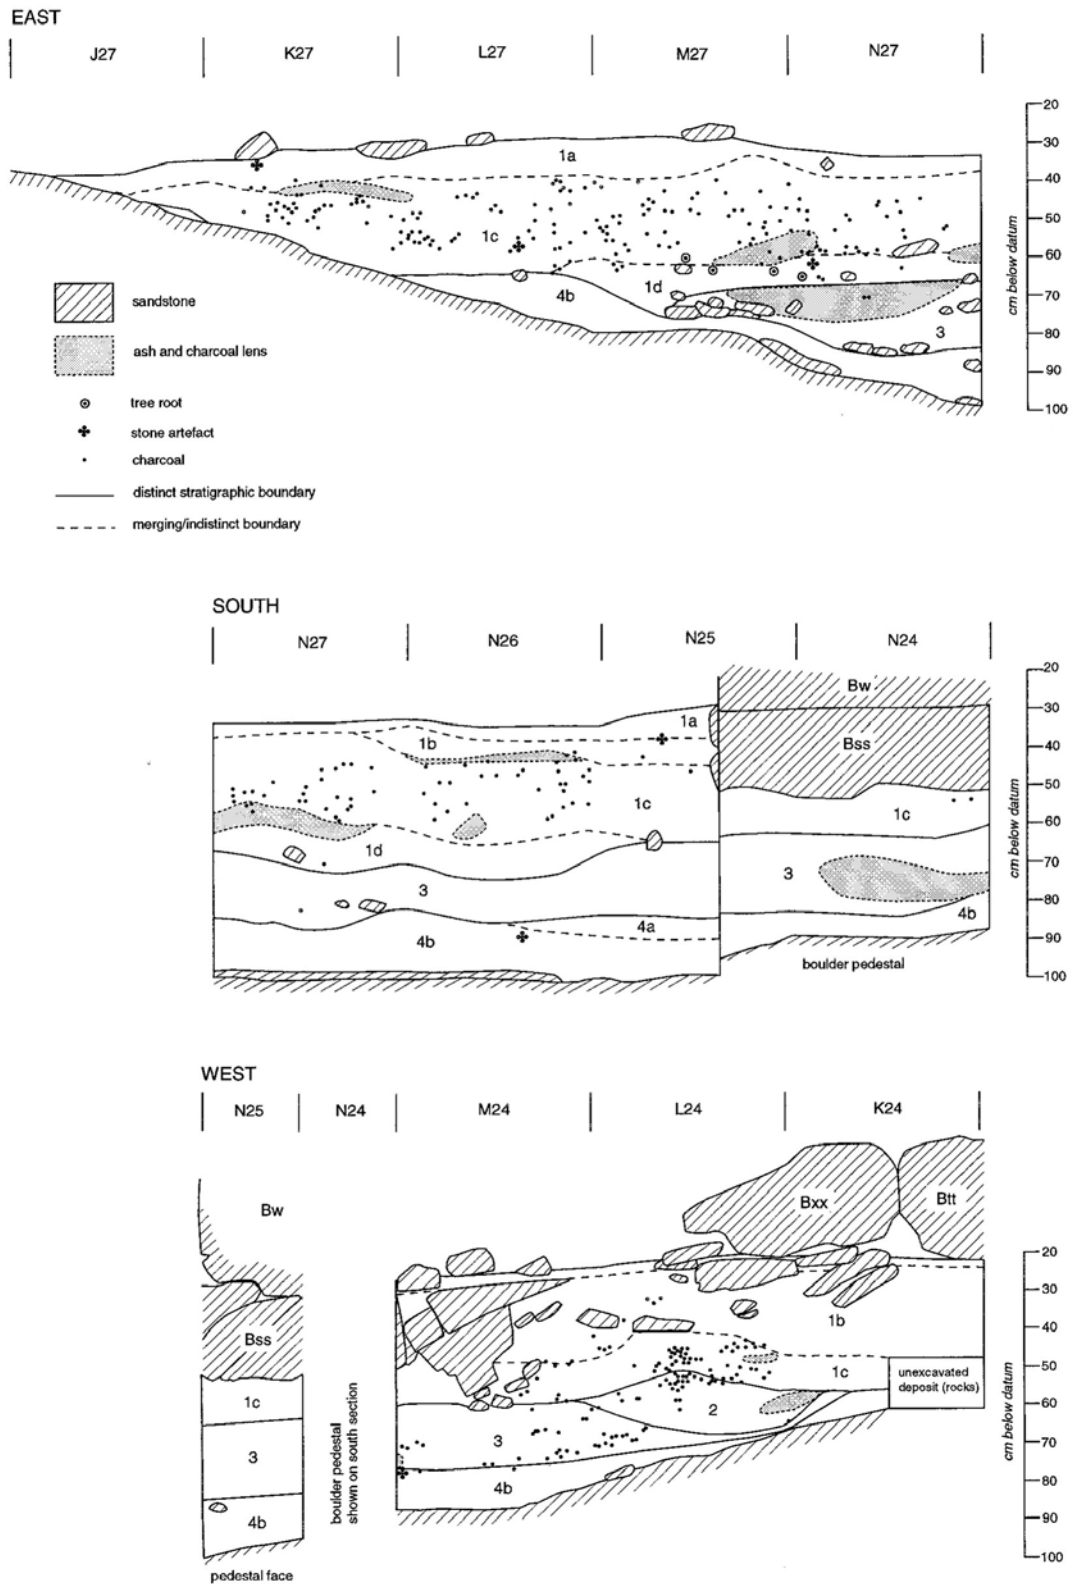 EAST
J27 K27 L27 M27 N27
20
30
1a
40
50
1c
cm below datum
60
1d
70
4b
3
80
90
100
sandstone
ash and charcoal lens
tree root
stone artefact
charcoal
distinct stratigraphic boundary
merging/indistinct boundary
SOUTH
N27 N26 N25 N24
20
Bw
30
1a
1b
Bss
40
50
1c
1c
cm below datum
60
1d
70
3
3
80
4a
4b
4b
90
boulder pedestal
100
WEST
N25 N24 M24 L24 K24
Bw
Bxx
Btt
20
30
1b
Bss
40
50
1c
unexcavated
deposit (rocks)
1c
2
60
cm below datum
3
3
70
boulder pedestal
shown on south section
80
4b
4b
90
100
pedestal face